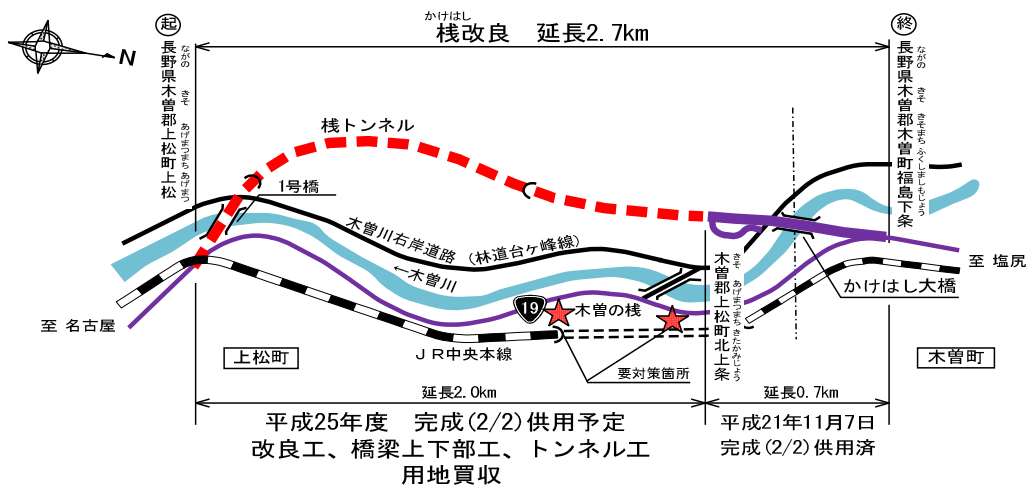 かけはし
桟改良 延長2.7km
N
起
長野県木曽郡上松町上松
ながの きそ あげまつまち あげまつ
終
長野県木曽郡木曽町福島下条
ながの きそ きそまち ふくしましもじょう
桟トンネル
1号橋
木曽川右岸道路(林道台ケ峰線)
←木曽川
至 塩尻
かけはし大橋
19
木曽の桟
木曽郡上松町北上条
きそ あげまつまち きたかみじょう
至 名古屋
JR中央本線
上松町
要対策箇所
木曽町
延長2.0km
延長0.7km
平成25年度 完成(2/2)供用予定
改良工、橋梁上下部工、トンネル工
用地買収
平成21年11月7日
完成(2/2)供用済